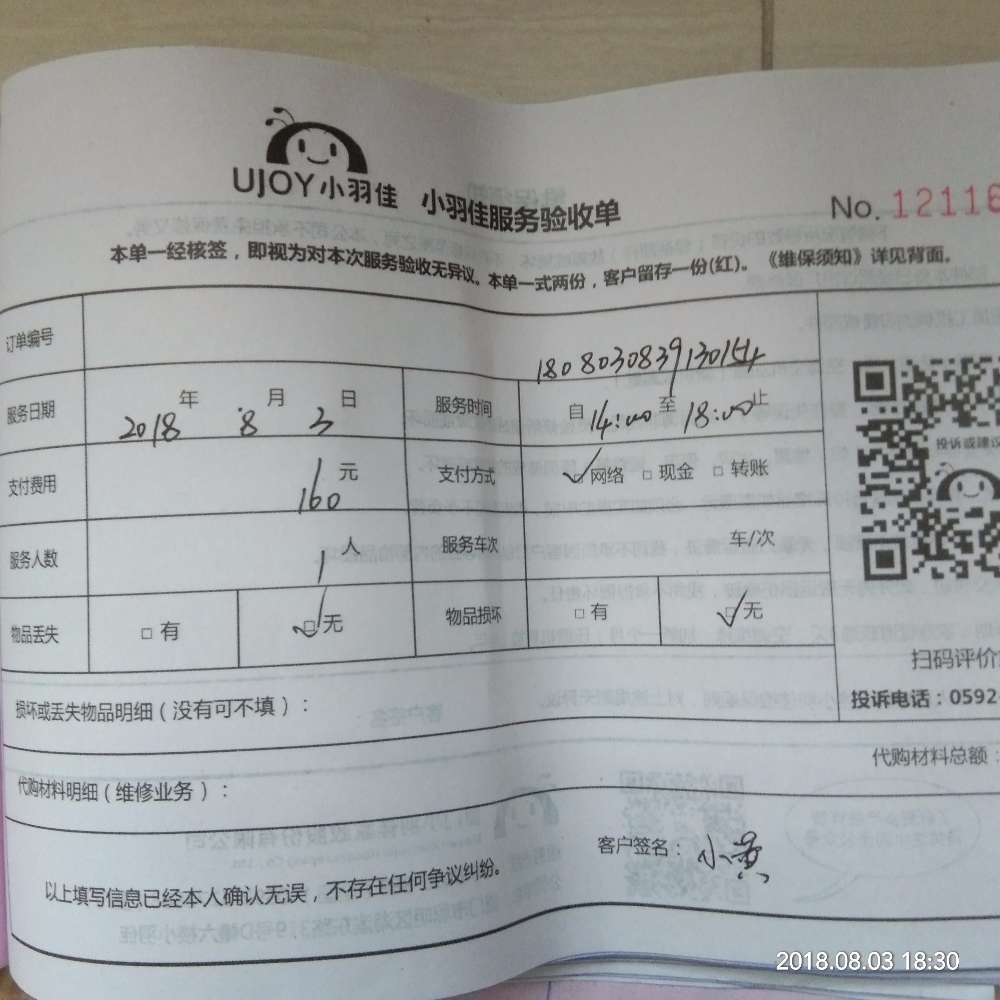 UJOY小羽佳 小羽佳服务验收单 No. 12116
本单一经核签，即视为对本次服务验收无异议。本单一式两份，客户留存一份(红)。《维保须知》详见背面。
订单编号
服务日期 2018 年 8 月 3 日 服务时间 自 14:00 至 18:00 止
支付费用 160 元 支付方式 网络 现金 转账
服务人数 1 人 服务车次 车/次
物品丢失 有 无 物品损坏 有 无
投诉或建议
扫码评价
损坏或丢失物品明细（没有可不填）： 投诉电话：0592
代购材料明细（维修业务）： 代购材料总额：
以上填写信息已经本人确认无误，不存在任何争议纠纷。 客户签名：小黄
2018.08.03 18:30